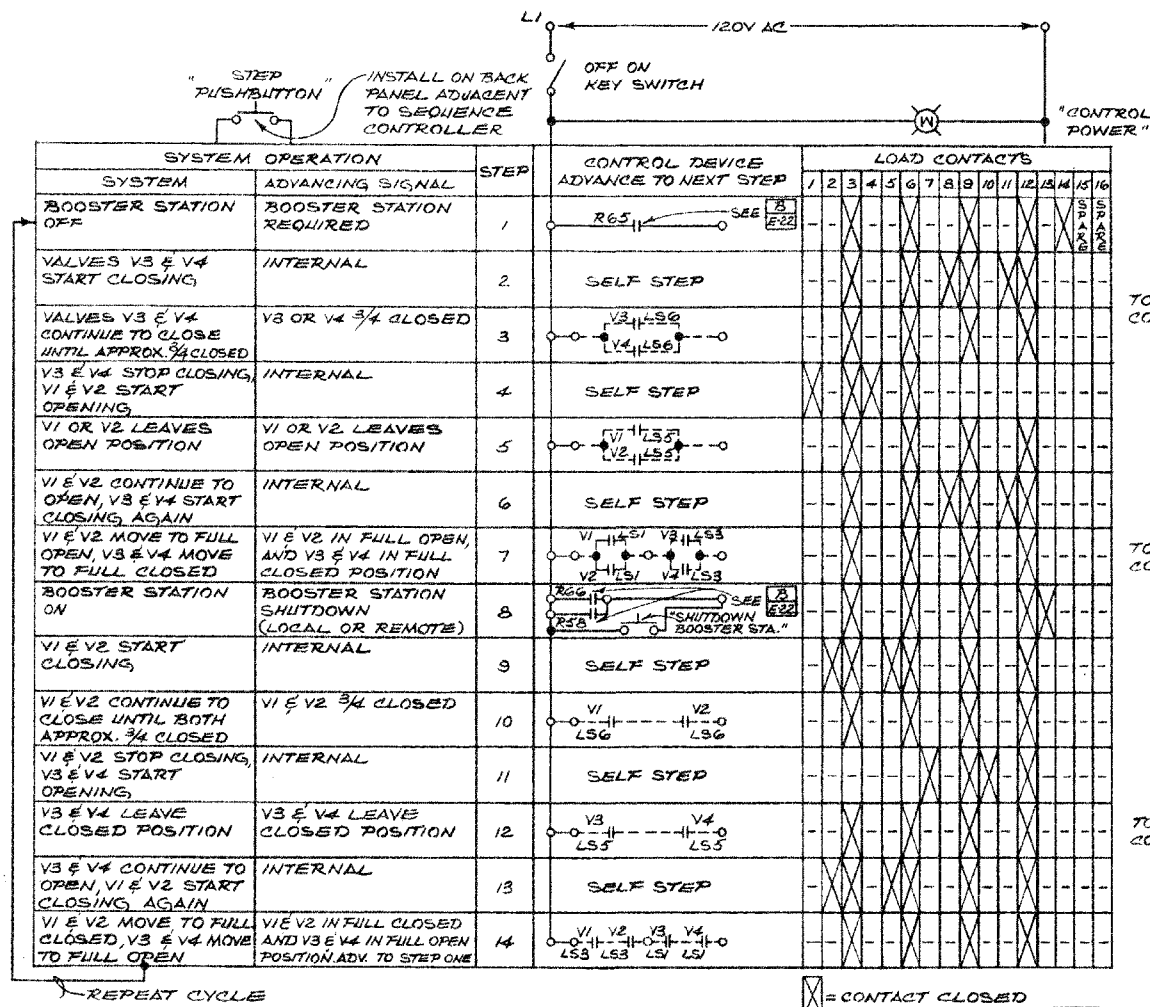 L1
120V AC
OFF ON
KEY SWITCH
" STEP
PUSHBUTTON "
INSTALL ON BACK
PANEL ADJACENT
TO SEQUENCE
CONTROLLER
M
"CONTROL
POWER"
SYSTEM OPERATION
SYSTEM
ADVANCING SIGNAL
STEP
CONTROL DEVICE
ADVANCE TO NEXT STEP
LOAD CONTACTS
1 2 3 4 5 6 7 8 9 10 11 12 13 14 15 16
BOOSTER STATION
OFF
BOOSTER STATION
REQUIRED
1
R65
SEE B
E-22
SPARE
SPARE
VALVES V3 & V4
START CLOSING
INTERNAL
2
SELF STEP
VALVES V3 & V4
CONTINUE TO CLOSE
UNTIL APPROX. 3/4 CLOSED
V3 OR V4 3/4 CLOSED
3
V3 LS6
V4 LS6
V3 & V4 STOP CLOSING,
V1 & V2 START
OPENING
INTERNAL
4
SELF STEP
V1 OR V2 LEAVES
OPEN POSITION
V1 OR V2 LEAVES
OPEN POSITION
5
V1 LS5
V2 LS5
V1 & V2 CONTINUE TO
OPEN, V3 & V4 START
CLOSING AGAIN
INTERNAL
6
SELF STEP
V1 & V2 MOVE TO FULL
OPEN, V3 & V4 MOVE
TO FULL CLOSED
V1 & V2 IN FULL OPEN,
AND V3 & V4 IN FULL
CLOSED POSITION
7
V1 LS1 V3 LS3
V2 LS1 V4 LS3
BOOSTER STATION
ON
BOOSTER STATION
SHUTDOWN
(LOCAL OR REMOTE)
8
R66
R58
SEE B
E-22
"SHUTDOWN
BOOSTER STA."
V1 & V2 START
CLOSING
INTERNAL
9
SELF STEP
V1 & V2 CONTINUE TO
CLOSE UNTIL BOTH
APPROX. 3/4 CLOSED
V1 & V2 3/4 CLOSED
10
V1 V2
LS6 LS6
V1 & V2 STOP CLOSING,
V3 & V4 START
OPENING
INTERNAL
11
SELF STEP
V3 & V4 LEAVE
CLOSED POSITION
V3 & V4 LEAVE
CLOSED POSITION
12
V3 V4
LS5 LS5
V3 & V4 CONTINUE TO
OPEN, V1 & V2 START
CLOSING AGAIN
INTERNAL
13
SELF STEP
V1 & V2 MOVE TO FULL
CLOSED, V3 & V4 MOVE
TO FULL OPEN
V1 & V2 IN FULL CLOSED
AND V3 & V4 IN FULL OPEN
POSITION. ADV. TO STEP ONE
14
V1 V2 V3 V4
LS3 LS3 LS1 LS1
TO
CO
TO
CO
TO
CO
REPEAT CYCLE
= CONTACT CLOSED